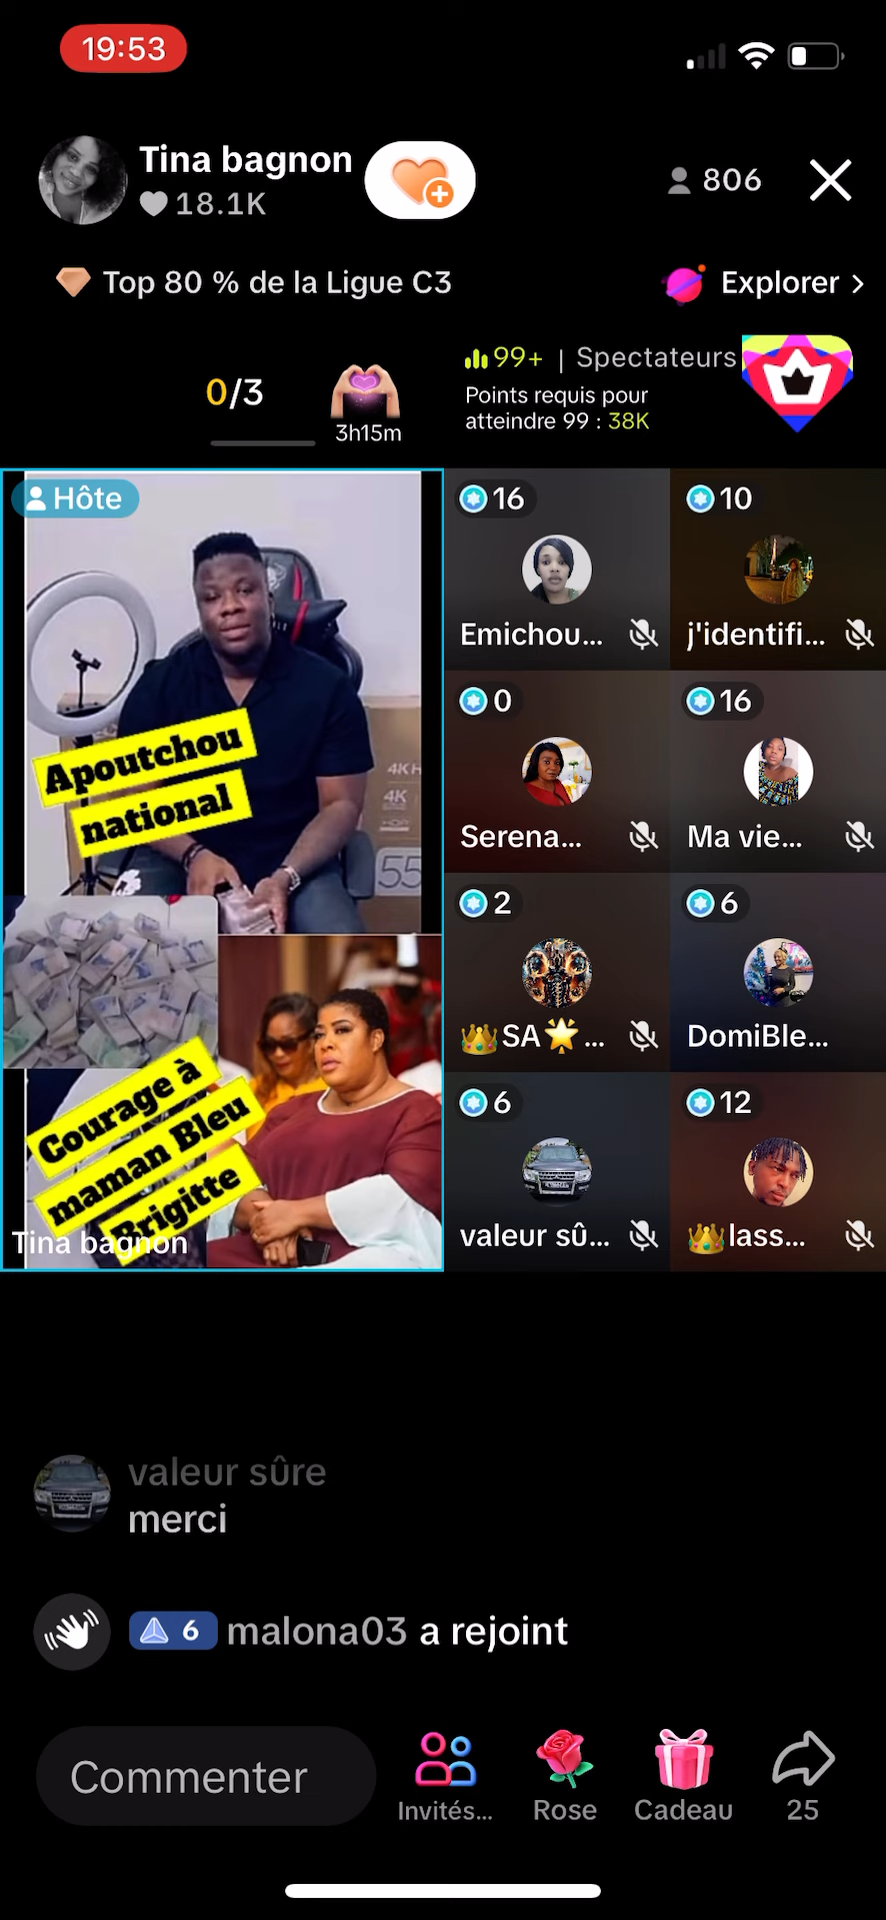 19:53
Tina bagnon
18.1K
806
Top 80 % de la Ligue C3
Explorer >
0/3
3h15m
99+ | Spectateurs
Points requis pour
atteindre 99 : 38K
Hôte
Apoutchou
national
4K
55
Courage à
maman Bleu
Brigitte
Tina bagnon
16
Emichou...
10
j'identifi...
0
Serena...
16
Ma vie...
2
👑SA🌟...
6
DomiBle...
6
valeur sû...
12
👑lass...
valeur sûre
merci
6 malona03 a rejoint
Commenter
Invités...
Rose
Cadeau
25